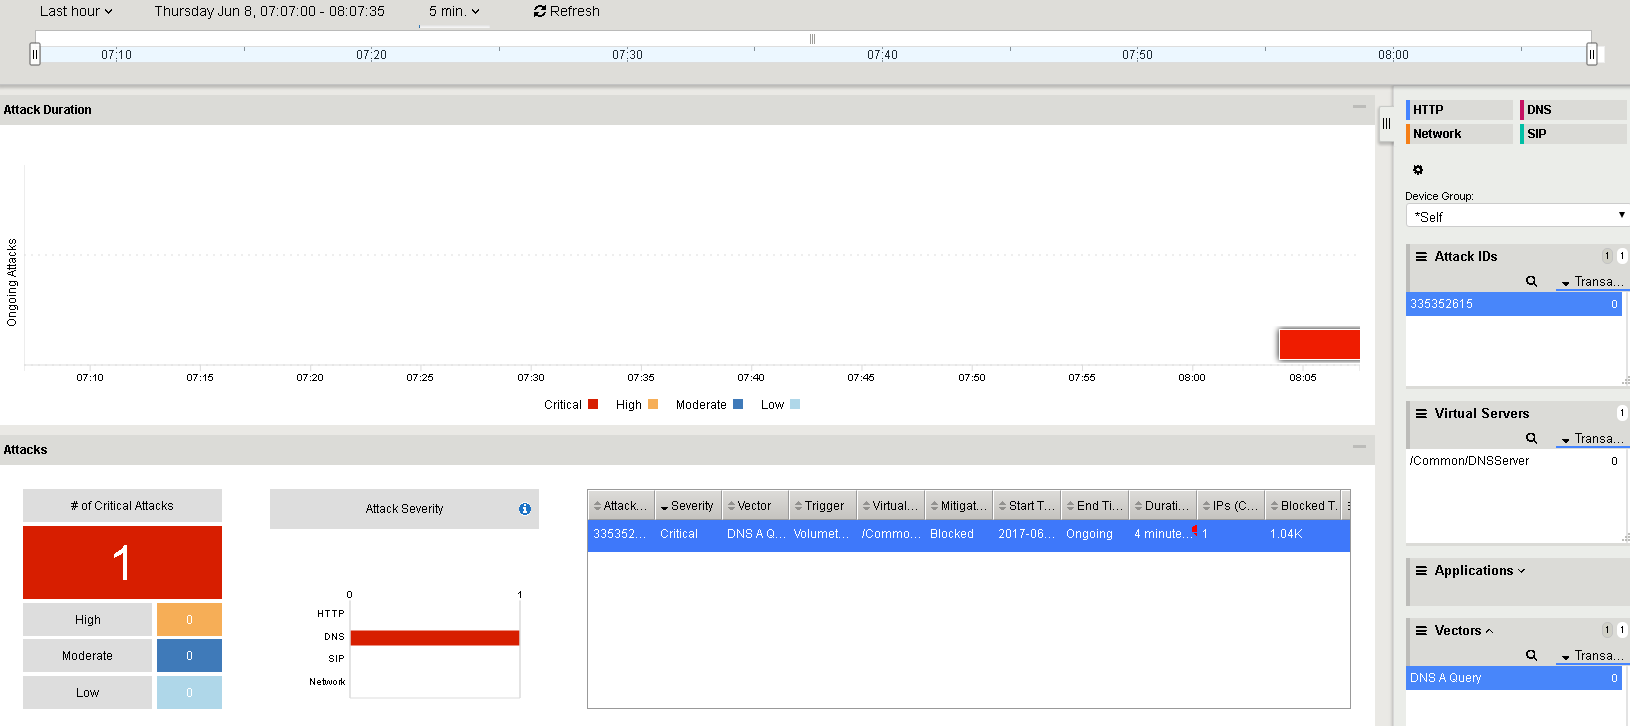 Last hour Thursday Jun 8, 07:07:00 - 08:07:35 5 min. Refresh
07:10 07:20 07:30 07:40 07:50 08:00
Attack Duration
Ongoing Attacks
07:10 07:15 07:20 07:25 07:30 07:35 07:40 07:45 07:50 07:55 08:00 08:05
Critical High Moderate Low
Attacks
# of Critical Attacks
1
High 0
Moderate 0
Low 0
Attack Severity
0 1
HTTP
DNS
SIP
Network
Attack... Severity Vector Trigger Virtual... Mitigat... Start T... End Ti... Durati... IPs (C... Blocked T.
335352... Critical DNS A Q... Volumet... /Commo... Blocked 2017-06... Ongoing 4 minute... 1 1.04K
HTTP DNS
Network SIP
Device Group:
*Self
Attack IDs 1 1
Transa...
335352615 0
Virtual Servers 1
Transa...
/Common/DNSServer 0
Applications
Vectors 1 1
Transa...
DNS A Query 0